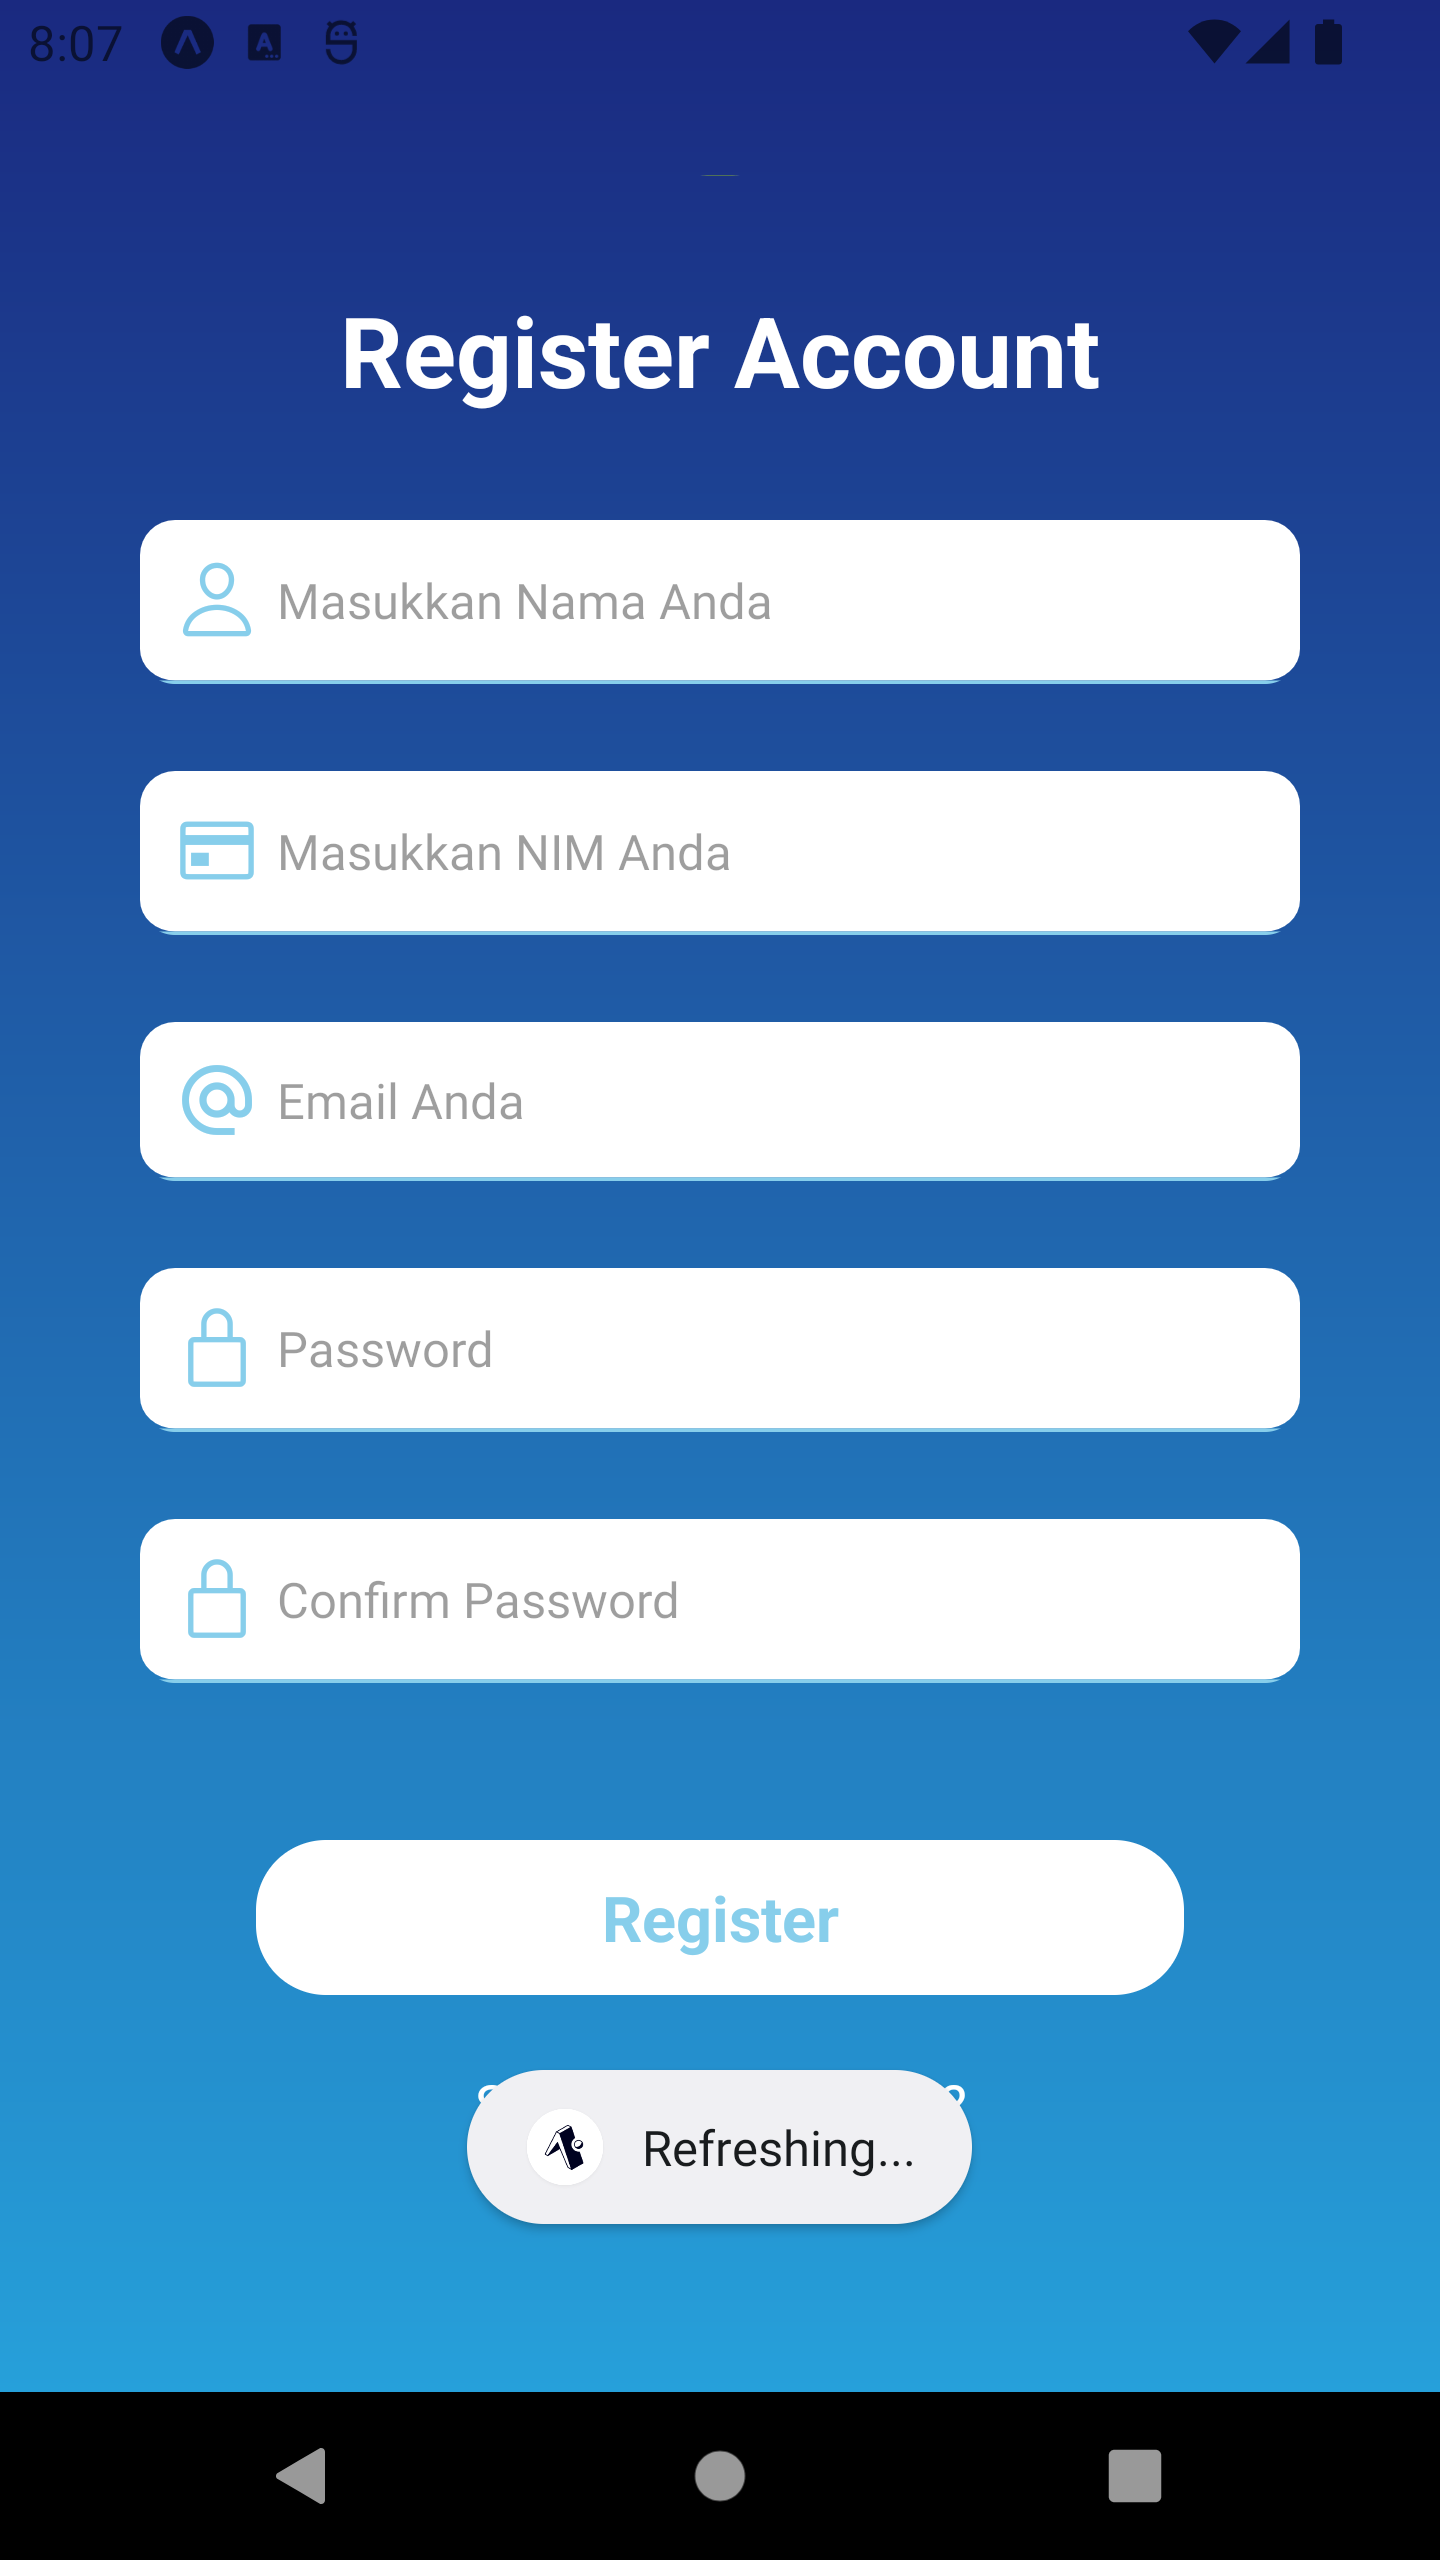 8:07
Register Account
Masukkan Nama Anda
Masukkan NIM Anda
Email Anda
Password
Confirm Password
Register
Refreshing...